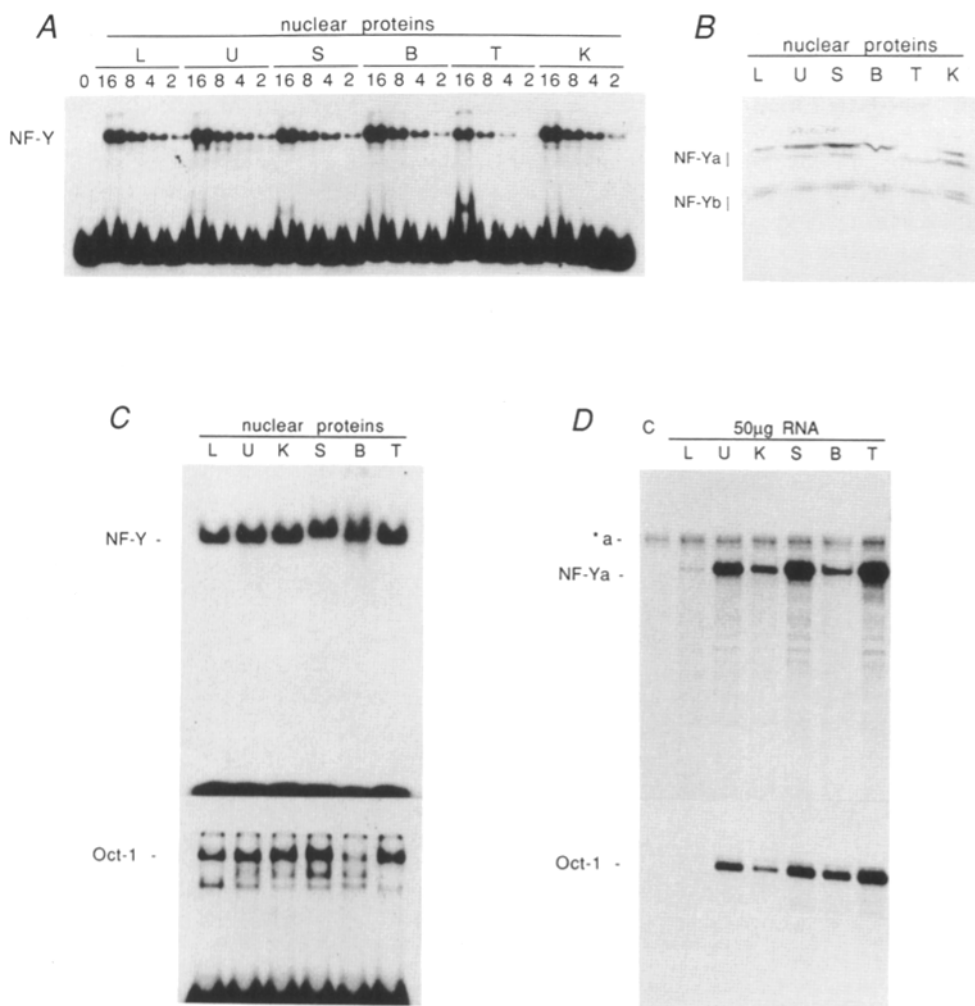 A
nuclear proteins
L U S B T K
0 16 8 4 2 16 8 4 2 16 8 4 2 16 8 4 2 16 8 4 2 16 8 4 2
NF-Y
B
nuclear proteins
L U S B T K
NF-Ya |
NF-Yb |
C
nuclear proteins
L U K S B T
NF-Y -
Oct-1 -
D
C 50µg RNA
L U K S B T
*a -
NF-Ya -
Oct-1 -